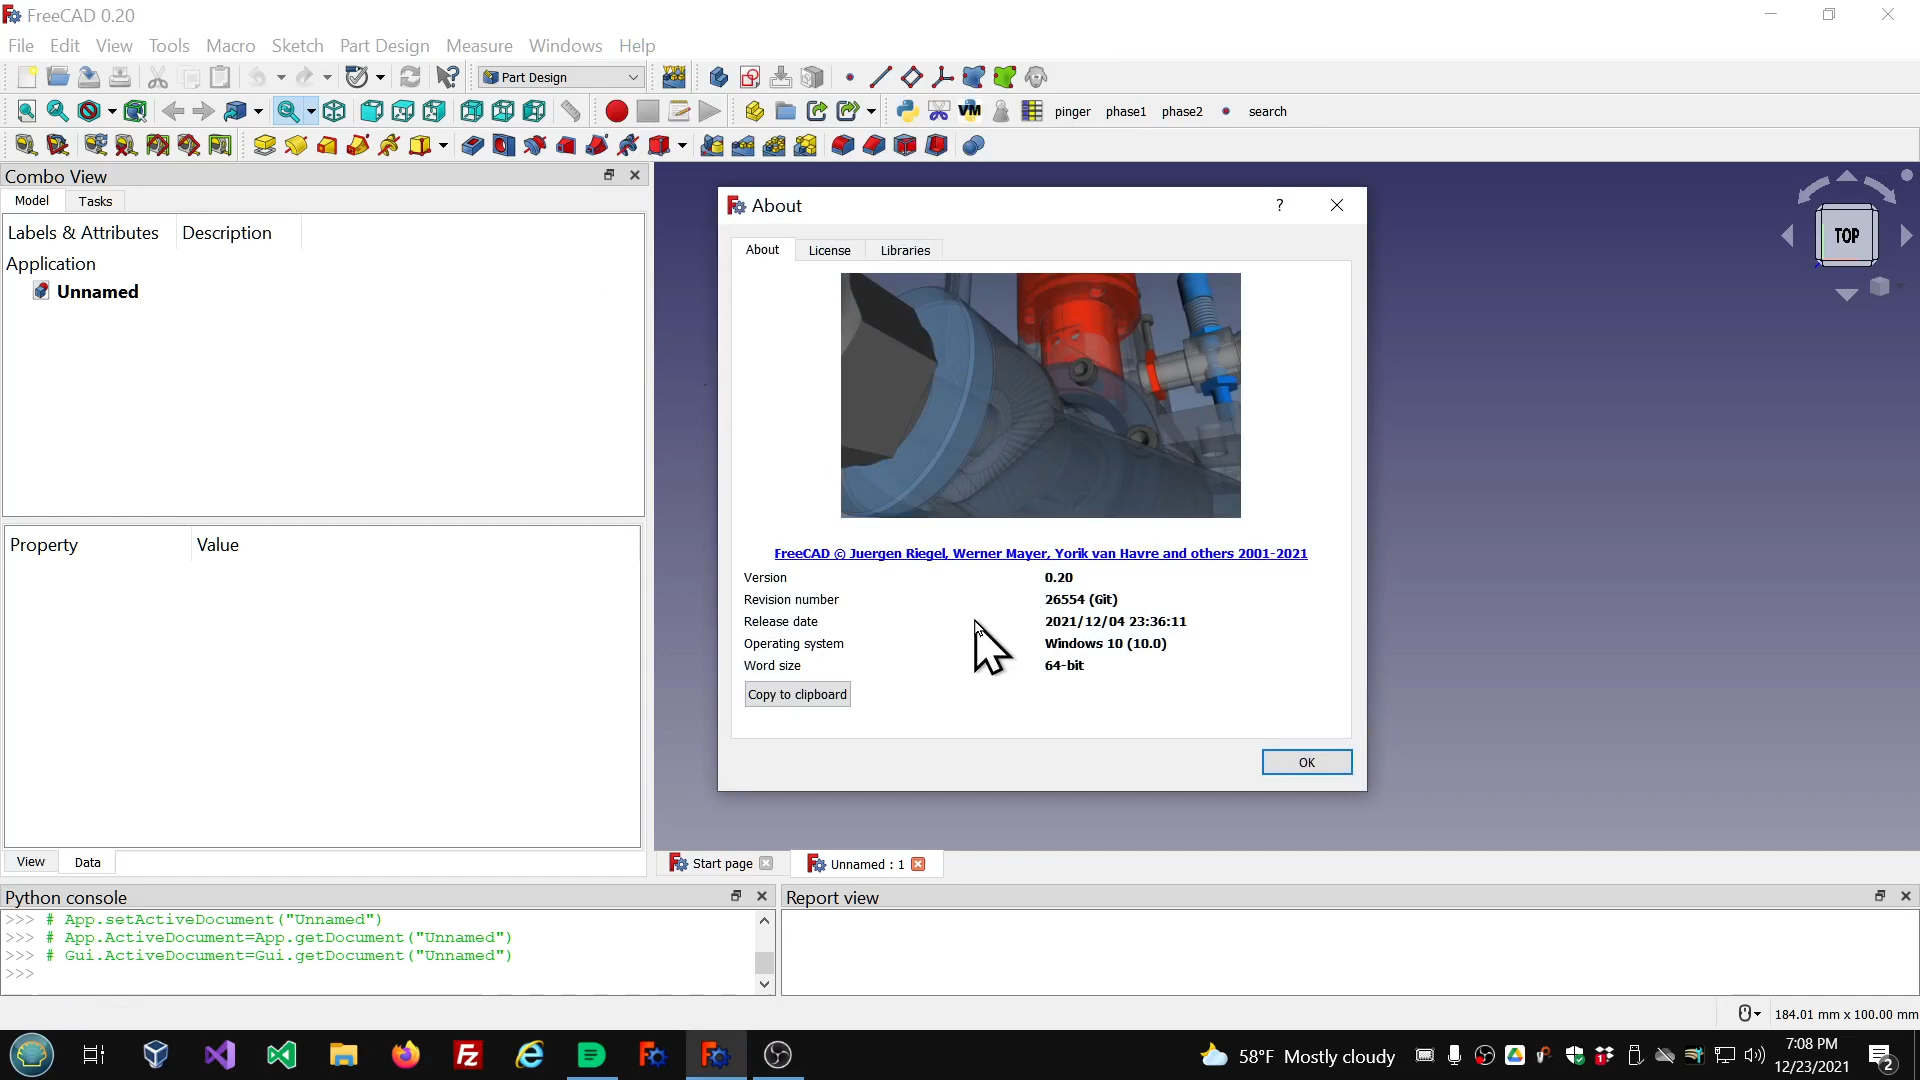 FreeCAD 0.20
File Edit View Tools Macro Sketch Part Design Measure Windows Help
Part Design
VM pinger phase1 phase2 search
Combo View
Model Tasks
Labels & Attributes Description
Application
Unnamed
Property Value
View Data
About
?
About License Libraries
FreeCAD © Juergen Riegel, Werner Mayer, Yorik van Havre and others 2001-2021
Version 0.20
Revision number 26554 (Git)
Release date 2021/12/04 23:36:11
Operating system Windows 10 (10.0)
Word size 64-bit
Copy to clipboard
OK
TOP
Start page Unnamed : 1
Python console
>>> # App.setActiveDocument("Unnamed")
>>> # App.ActiveDocument=App.getDocument("Unnamed")
>>> # Gui.ActiveDocument=Gui.getDocument("Unnamed")
>>>
Report view
184.01 mm x 100.00 mm
58°F Mostly cloudy
7:08 PM
12/23/2021
2